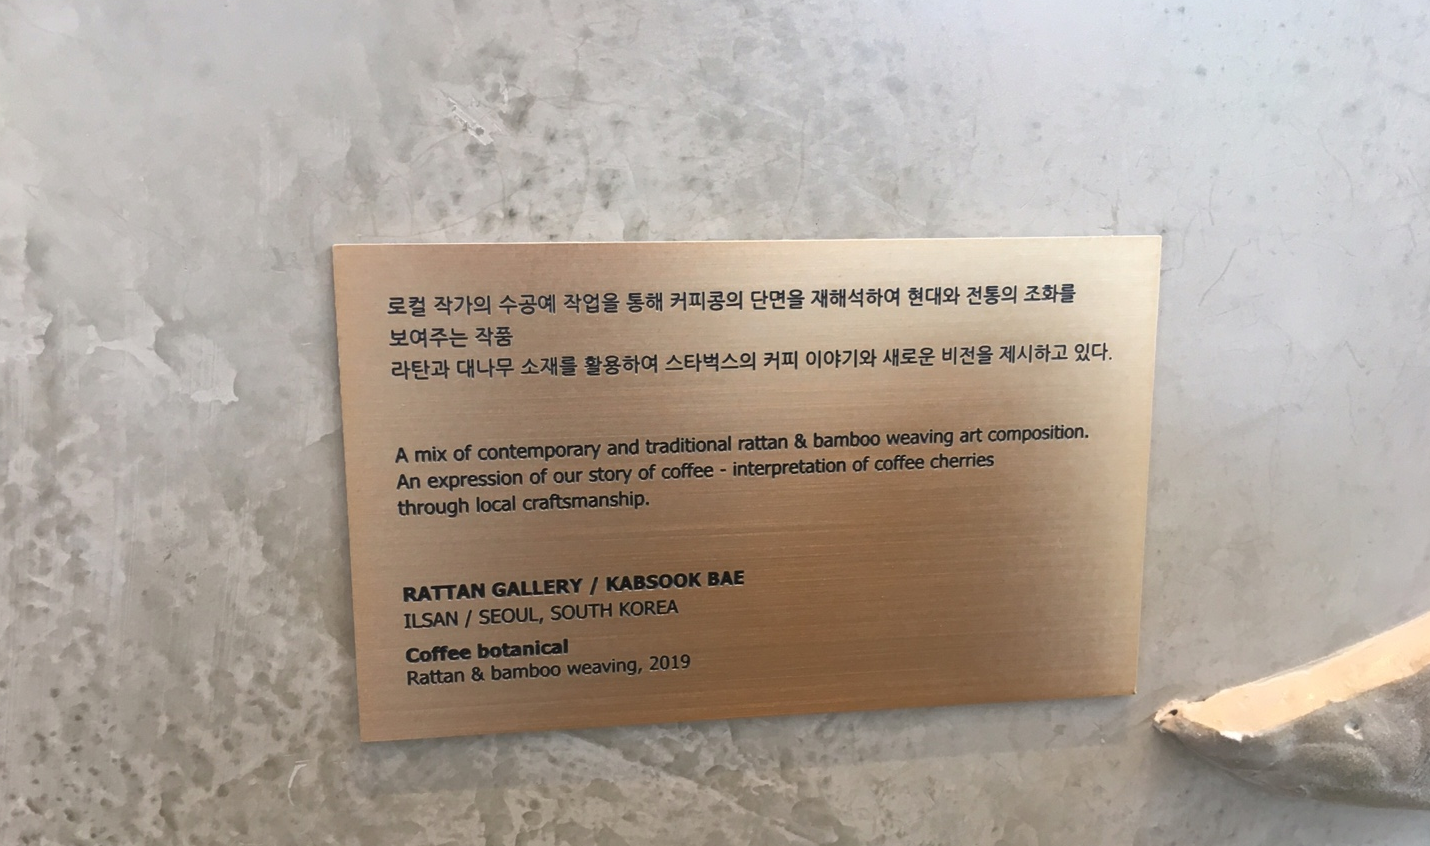 로컬 작가의 수공예 작업을 통해 커피콩의 단면을 재해석하여 현대와 전통의 조화를
보여주는 작품
라탄과 대나무 소재를 활용하여 스타벅스의 커피 이야기와 새로운 비전을 제시하고 있다.
A mix of contemporary and traditional rattan & bamboo weaving art composition.
An expression of our story of coffee - interpretation of coffee cherries
through local craftsmanship.
RATTAN GALLERY / KABSOOK BAE
ILSAN / SEOUL, SOUTH KOREA
Coffee botanical
Rattan & bamboo weaving, 2019